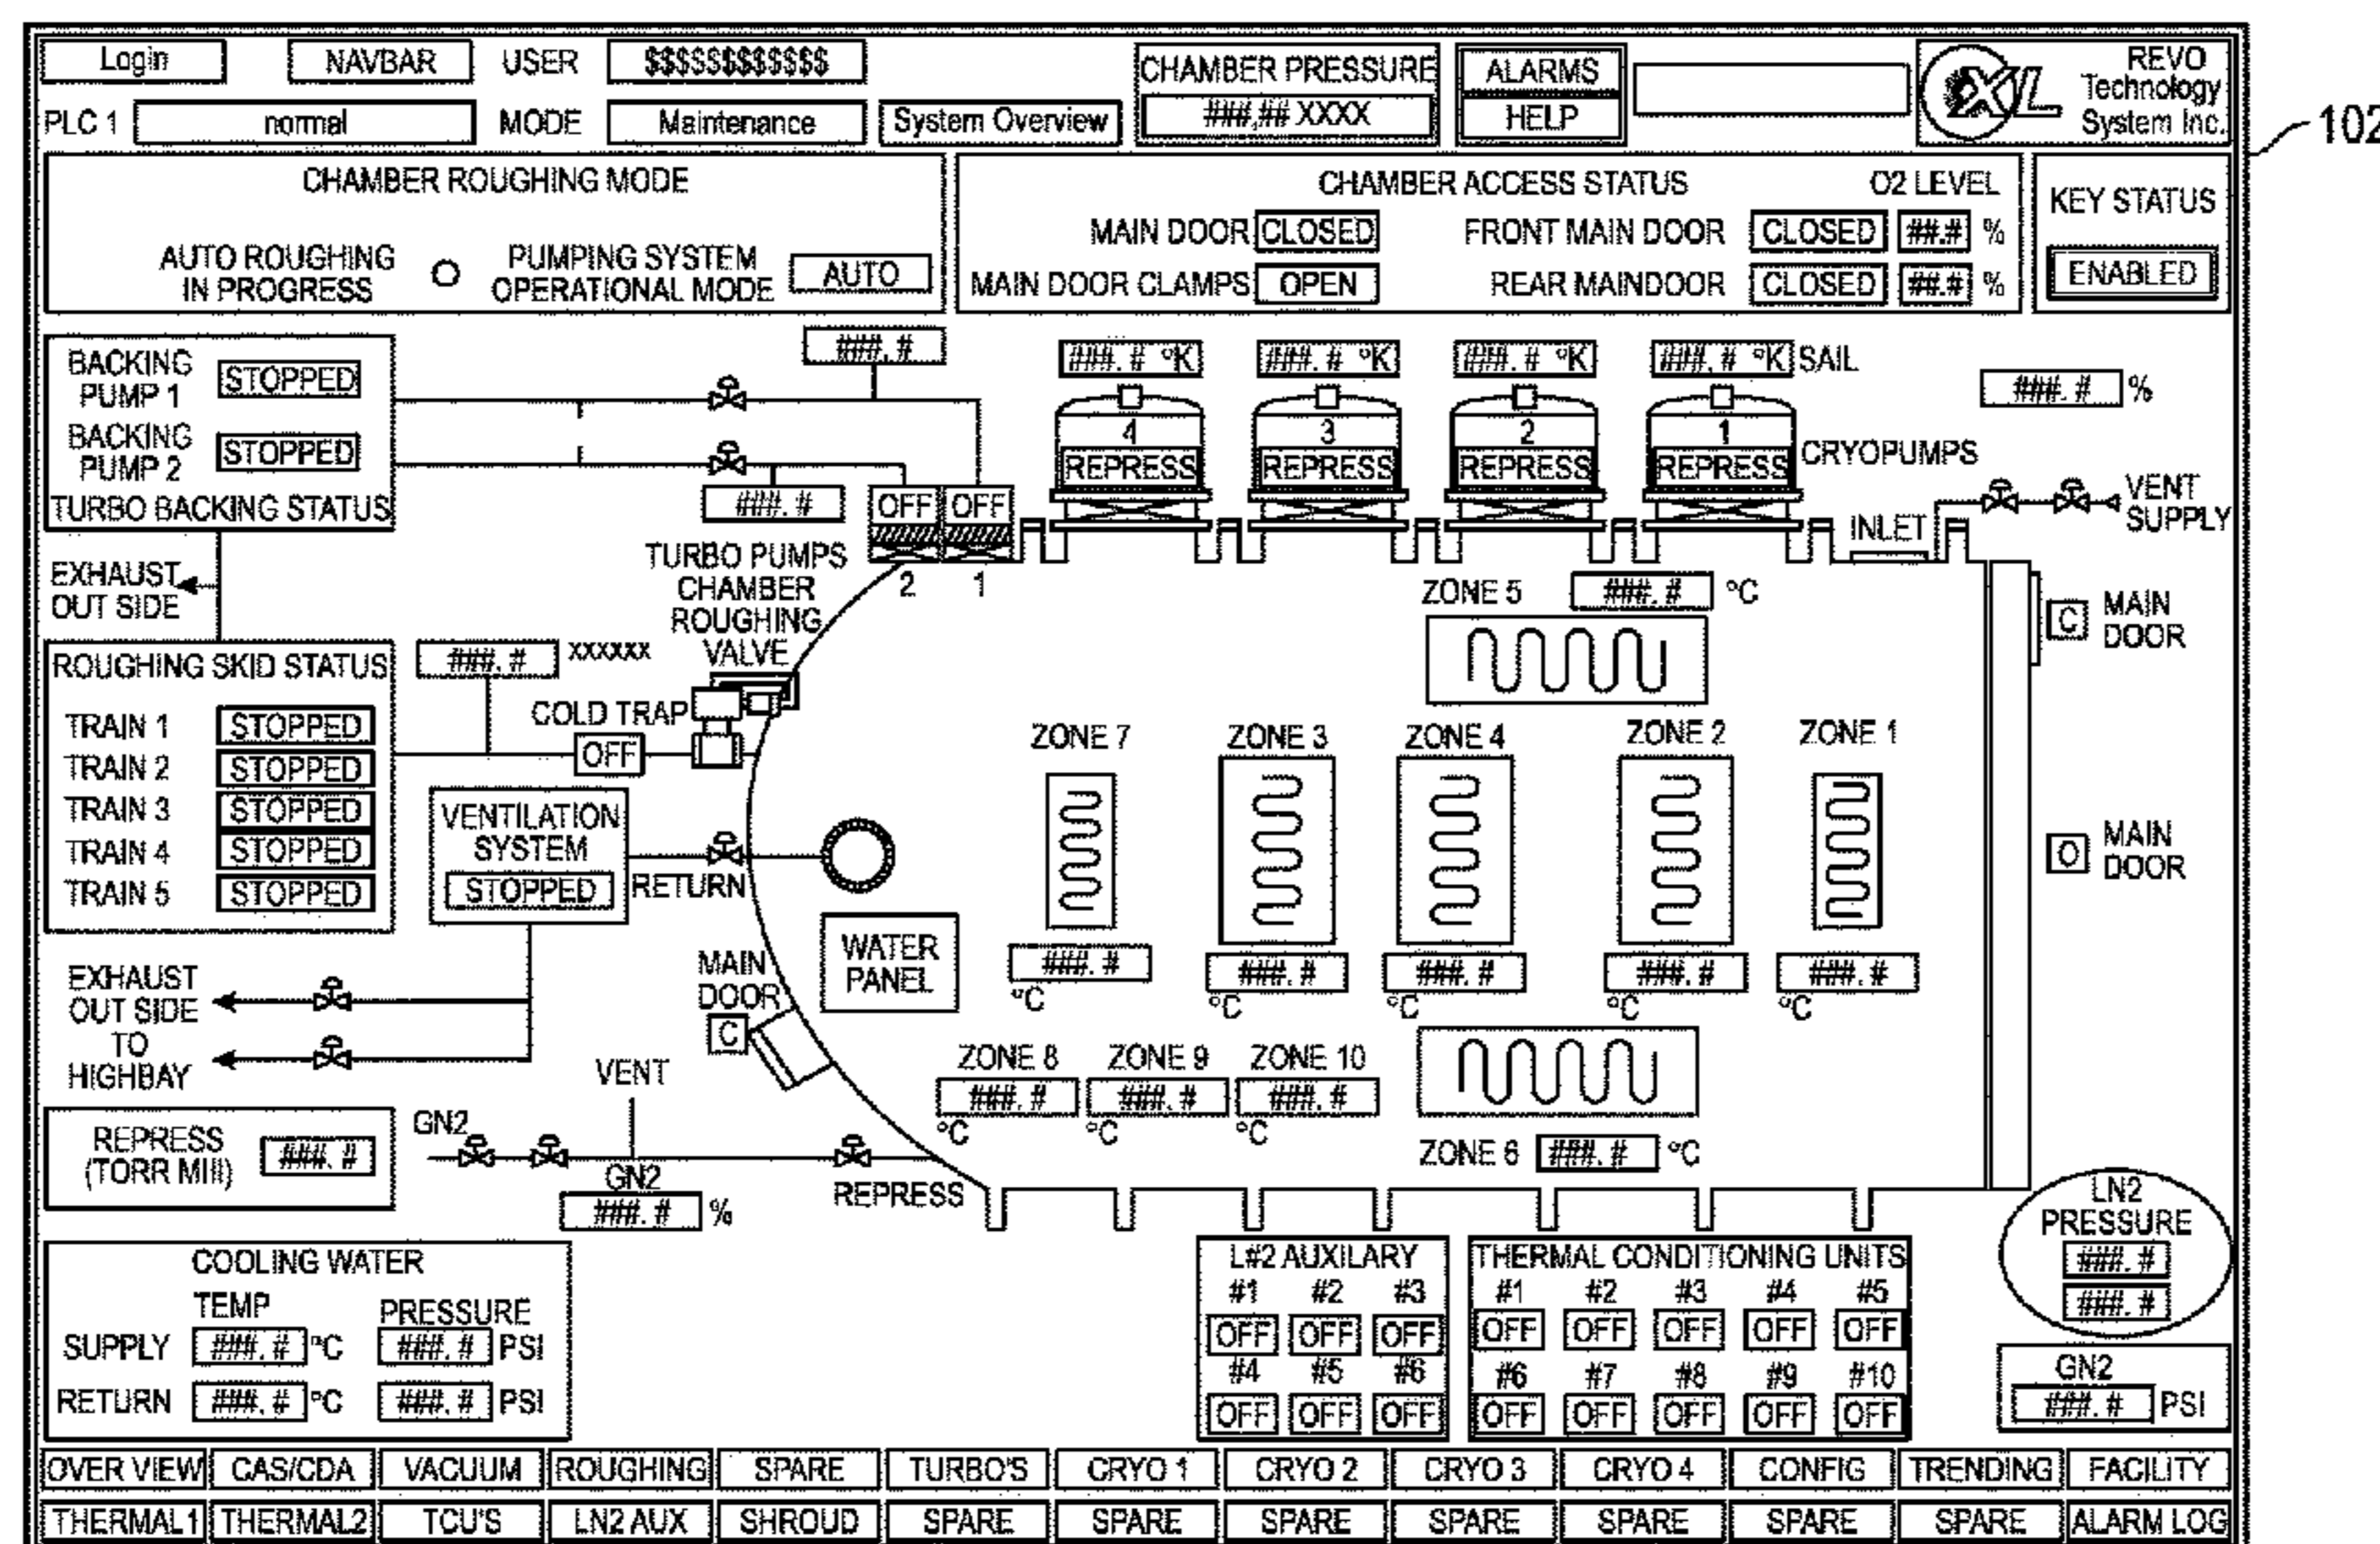 Login NAVBAR USER $$$$$$$$$$$$ CHAMBER PRESSURE ALARMS REVO
Technology
System Inc.
PLC 1 normal MODE Maintenance System Overview ###.## XXXX HELP
XL
102
CHAMBER ROUGHING MODE
AUTO ROUGHING
IN PROGRESS
PUMPING SYSTEM
OPERATIONAL MODE
AUTO
CHAMBER ACCESS STATUS O2 LEVEL
MAIN DOOR CLOSED FRONT MAIN DOOR CLOSED ##.# %
MAIN DOOR CLAMPS OPEN REAR MAINDOOR CLOSED ##.# %
KEY STATUS
ENABLED
BACKING
PUMP 1
STOPPED
BACKING
PUMP 2
STOPPED
TURBO BACKING STATUS
###. #
###. #
OFF OFF
TURBO PUMPS
2 1
CHAMBER
ROUGHING
VALVE
###. # °K ###. # °K ###. # °K ###. # °K SAIL
4 3 2 1
REPRESS REPRESS REPRESS REPRESS CRYOPUMPS
###. # %
VENT
SUPPLY
INLET
EXHAUST
OUT SIDE
ROUGHING SKID STATUS
TRAIN 1 STOPPED
TRAIN 2 STOPPED
TRAIN 3 STOPPED
TRAIN 4 STOPPED
TRAIN 5 STOPPED
###. # XXXXXX
COLD TRAP
OFF
VENTILATION
SYSTEM
STOPPED
RETURN
WATER
PANEL
ZONE 5 ###. # °C
C MAIN
DOOR
ZONE 7 ZONE 3 ZONE 4 ZONE 2 ZONE 1
O MAIN
DOOR
###. # ###. # ###. # ###. # ###. #
°C °C °C °C °C
MAIN
DOOR
C
EXHAUST
OUT SIDE
TO
HIGHBAY
ZONE 8 ZONE 9 ZONE 10
###. # ###. # ###. #
°C °C °C
ZONE 6 ###. # °C
REPRESS
(TORR MIII)
###. #
GN2
VENT
GN2
###. # %
REPRESS
COOLING WATER
TEMP PRESSURE
SUPPLY ###. # °C ###. # PSI
RETURN ###. # °C ###. # PSI
L#2 AUXILARY
#1 #2 #3
OFF OFF OFF
#4 #5 #6
OFF OFF OFF
THERMAL CONDITIONING UNITS
#1 #2 #3 #4 #5
OFF OFF OFF OFF OFF
#6 #7 #8 #9 #10
OFF OFF OFF OFF OFF
LN2
PRESSURE
###. #
###. #
GN2
###. # PSI
OVER VIEW CAS/CDA VACUUM ROUGHING SPARE TURBO'S CRYO 1 CRYO 2 CRYO 3 CRYO 4 CONFIG TRENDING FACILITY
THERMAL1 THERMAL2 TCU'S LN2 AUX SHROUD SPARE SPARE SPARE SPARE SPARE SPARE SPARE ALARM LOG